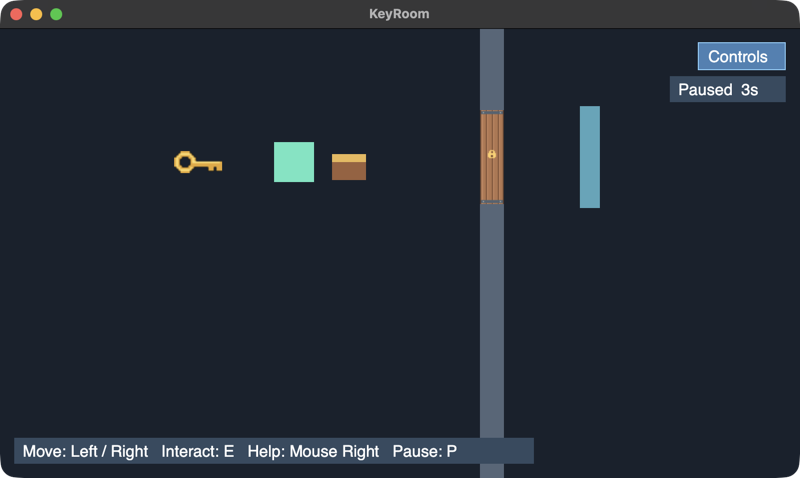 KeyRoom
Controls
Paused 3s
Move: Left / Right Interact: E Help: Mouse Right Pause: P